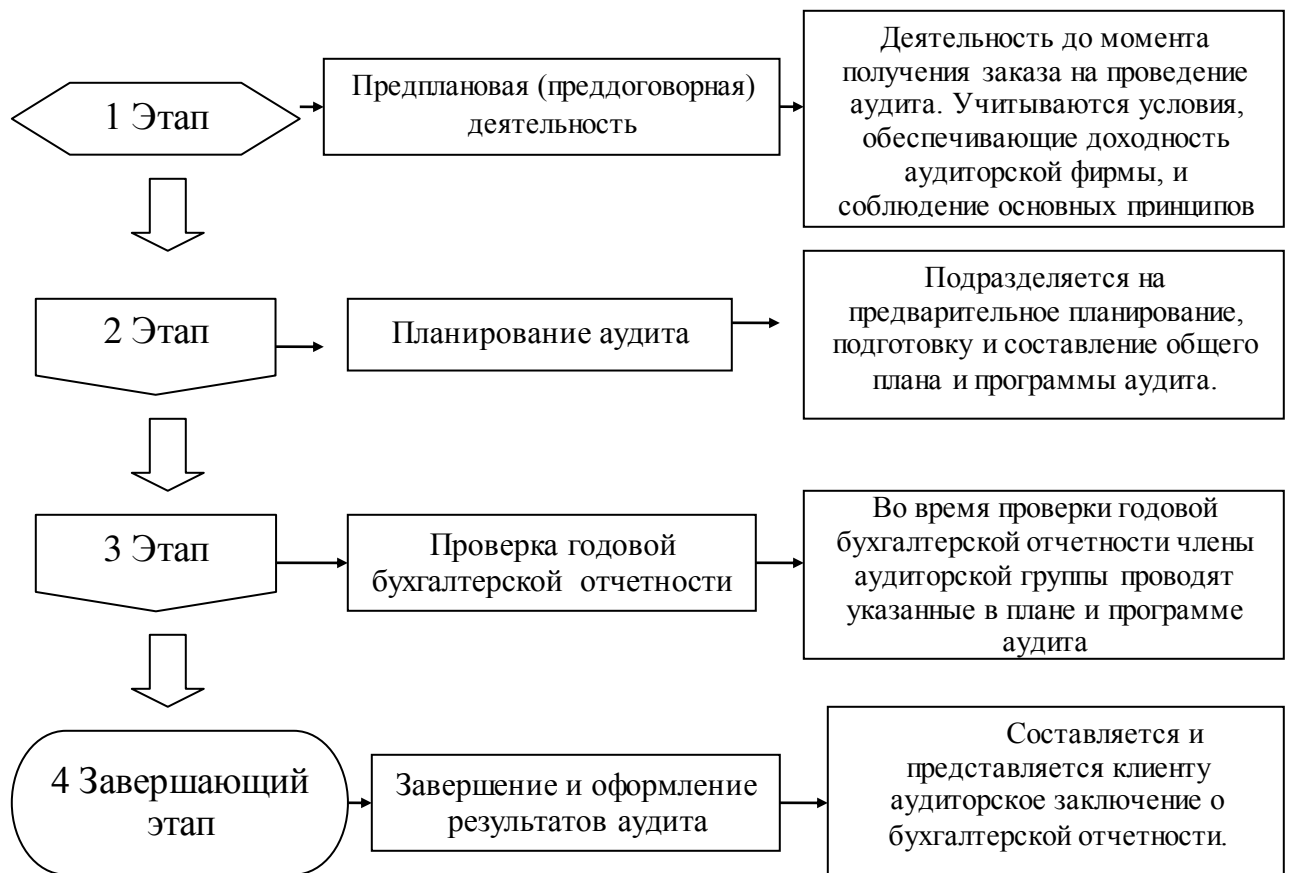 1 Этап
Предплановая (преддоговорная)
деятельность
Деятельность до момента
получения заказа на проведение
аудита. Учитываются условия,
обеспечивающие доходность
аудиторской фирмы, и
соблюдение основных принципов
2 Этап
Планирование аудита
Подразделяется на
предварительное планирование,
подготовку и составление общего
плана и программы аудита.
3 Этап
Проверка годовой
бухгалтерской отчетности
Во время проверки годовой
бухгалтерской отчетности члены
аудиторской группы проводят
указанные в плане и программе
аудита
4 Завершающий
этап
Завершение и оформление
результатов аудита
Составляется и
представляется клиенту
аудиторское заключение о
бухгалтерской отчетности.